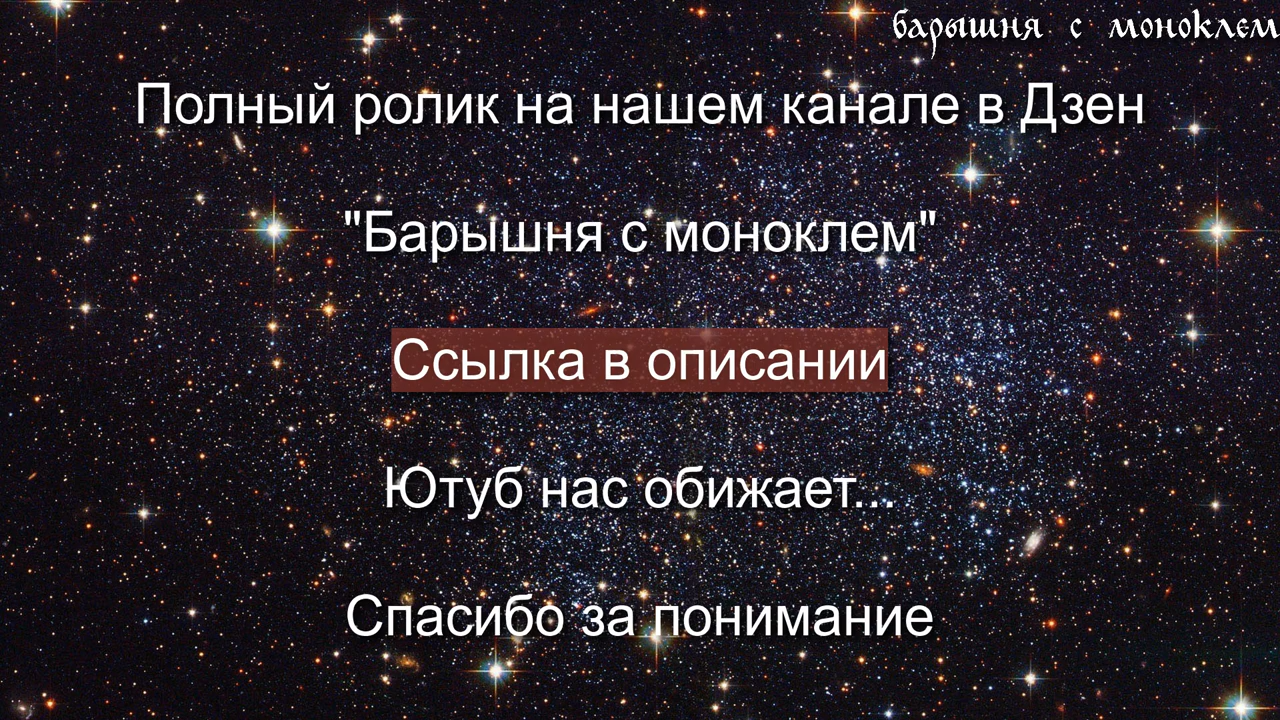 барышня с моноклем
Полный ролик на нашем канале в Дзен
"Барышня с моноклем"
Ссылка в описании
Ютуб нас обижает...
Спасибо за понимание